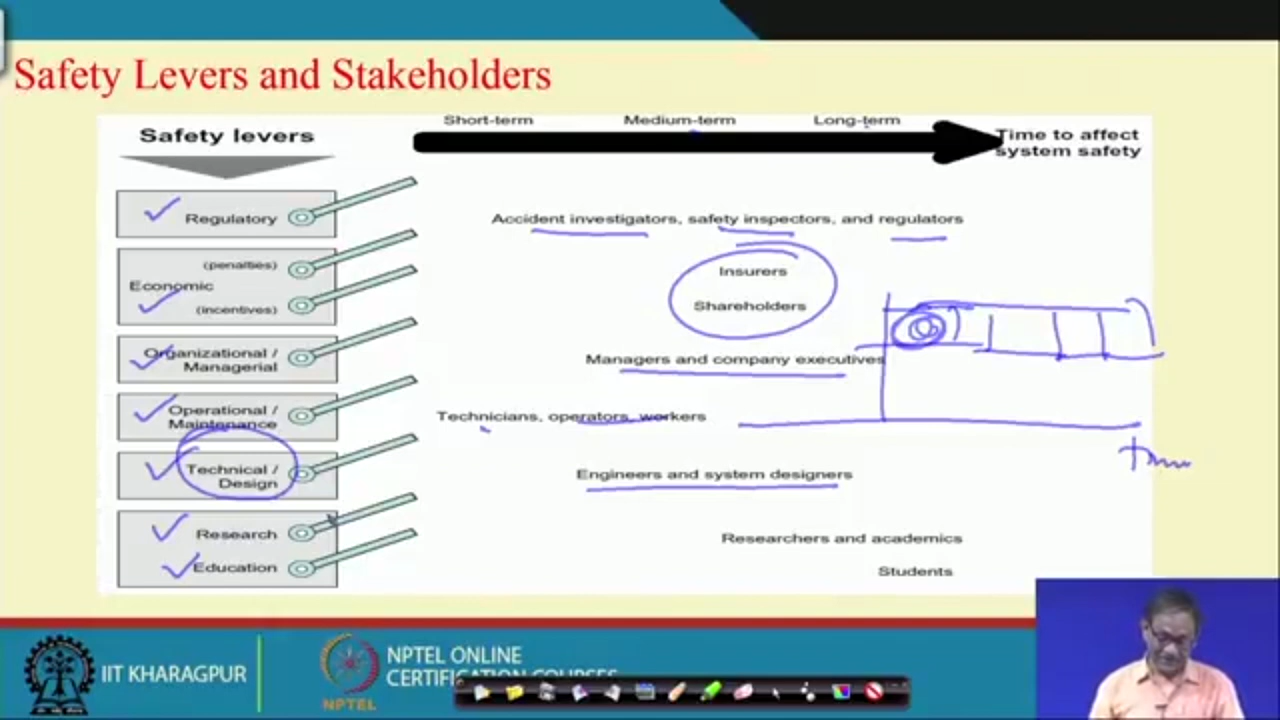 Safety Levers and Stakeholders
Safety levers
Short-term Medium-term Long-term
Time to affect
system safety
Regulatory
Accident investigators, safety inspectors, and regulators
(penalties)
Economic
(incentives)
Insurers
Shareholders
Organizational /
Managerial
Managers and company executives
Operational /
Maintenance
Technicians, operators, workers
Technical /
Design
Engineers and system designers
Research
Researchers and academics
Education
Students
IIT KHARAGPUR
NPTEL
NPTEL ONLINE
CERTIFICATION COURSES